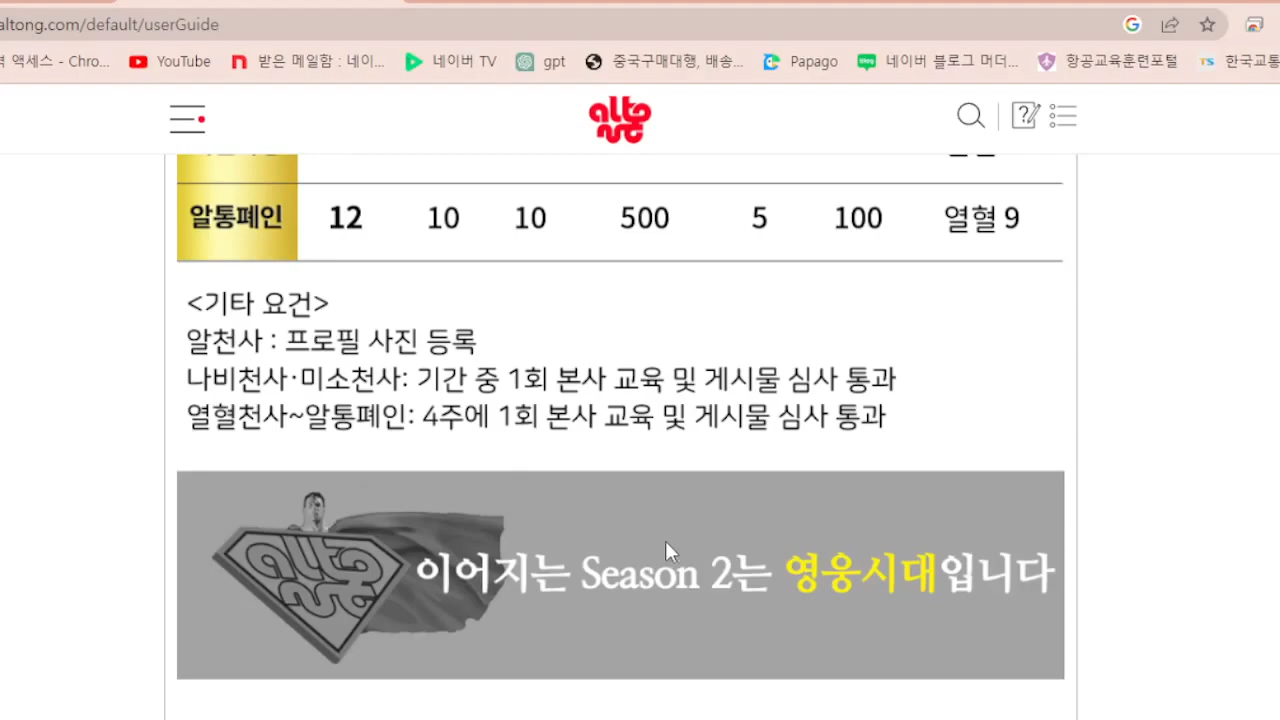 altong.com/default/userGuide
격 액세스 - Chro... YouTube 받은 메일함 : 네이... 네이버 TV gpt 중국구매대행, 배송... Papago 네이버 블로그 머더... 항공교육훈련포털 TS 한국교통
altong
알통폐인 12 10 10 500 5 100 열혈 9
<기타 요건>
알천사 : 프로필 사진 등록
나비천사·미소천사: 기간 중 1회 본사 교육 및 게시물 심사 통과
열혈천사~알통폐인: 4주에 1회 본사 교육 및 게시물 심사 통과
altong
이어지는 Season 2는 영웅시대입니다